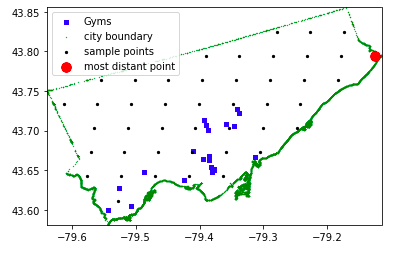 43.85
43.80
43.75
43.70
43.65
43.60
Gyms
city boundary
sample points
most distant point
−79.6 −79.5 −79.4 −79.3 −79.2